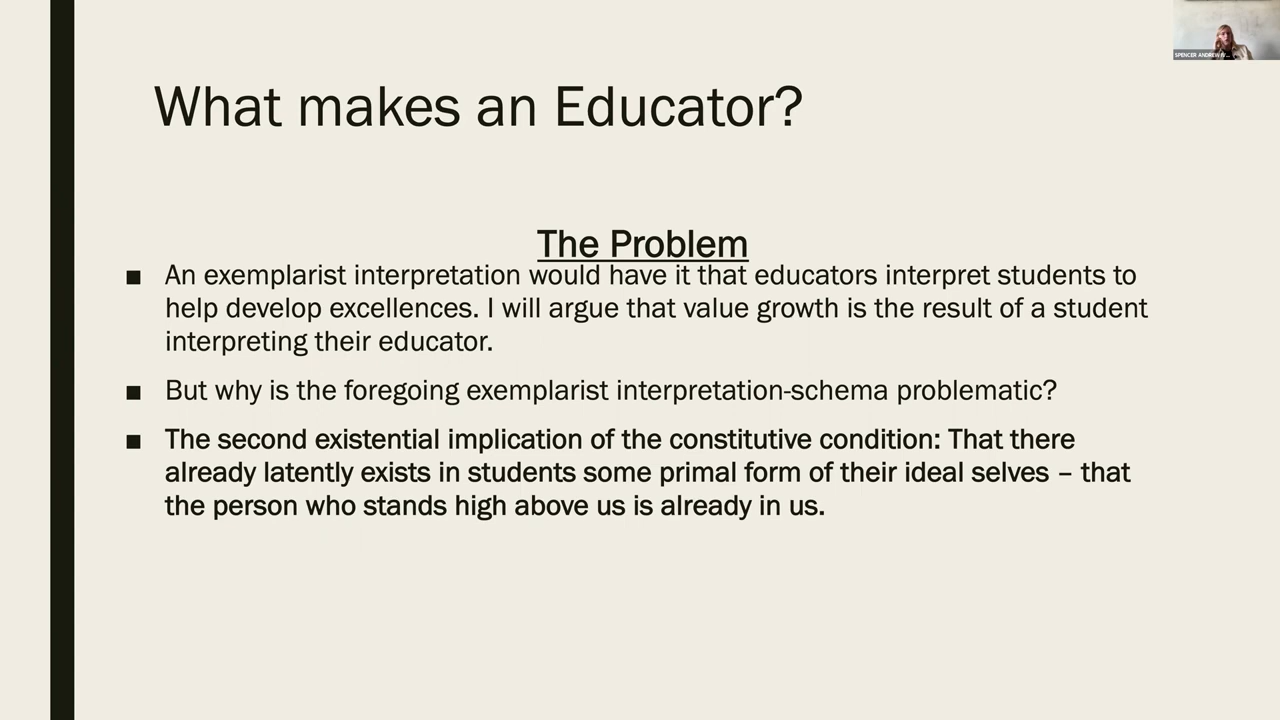 SPENCER ANDREW
What makes an Educator?
The Problem
■ An exemplarist interpretation would have it that educators interpret students to
help develop excellences. I will argue that value growth is the result of a student
interpreting their educator.
■ But why is the foregoing exemplarist interpretation-schema problematic?
■ The second existential implication of the constitutive condition: That there
already latently exists in students some primal form of their ideal selves – that
the person who stands high above us is already in us.